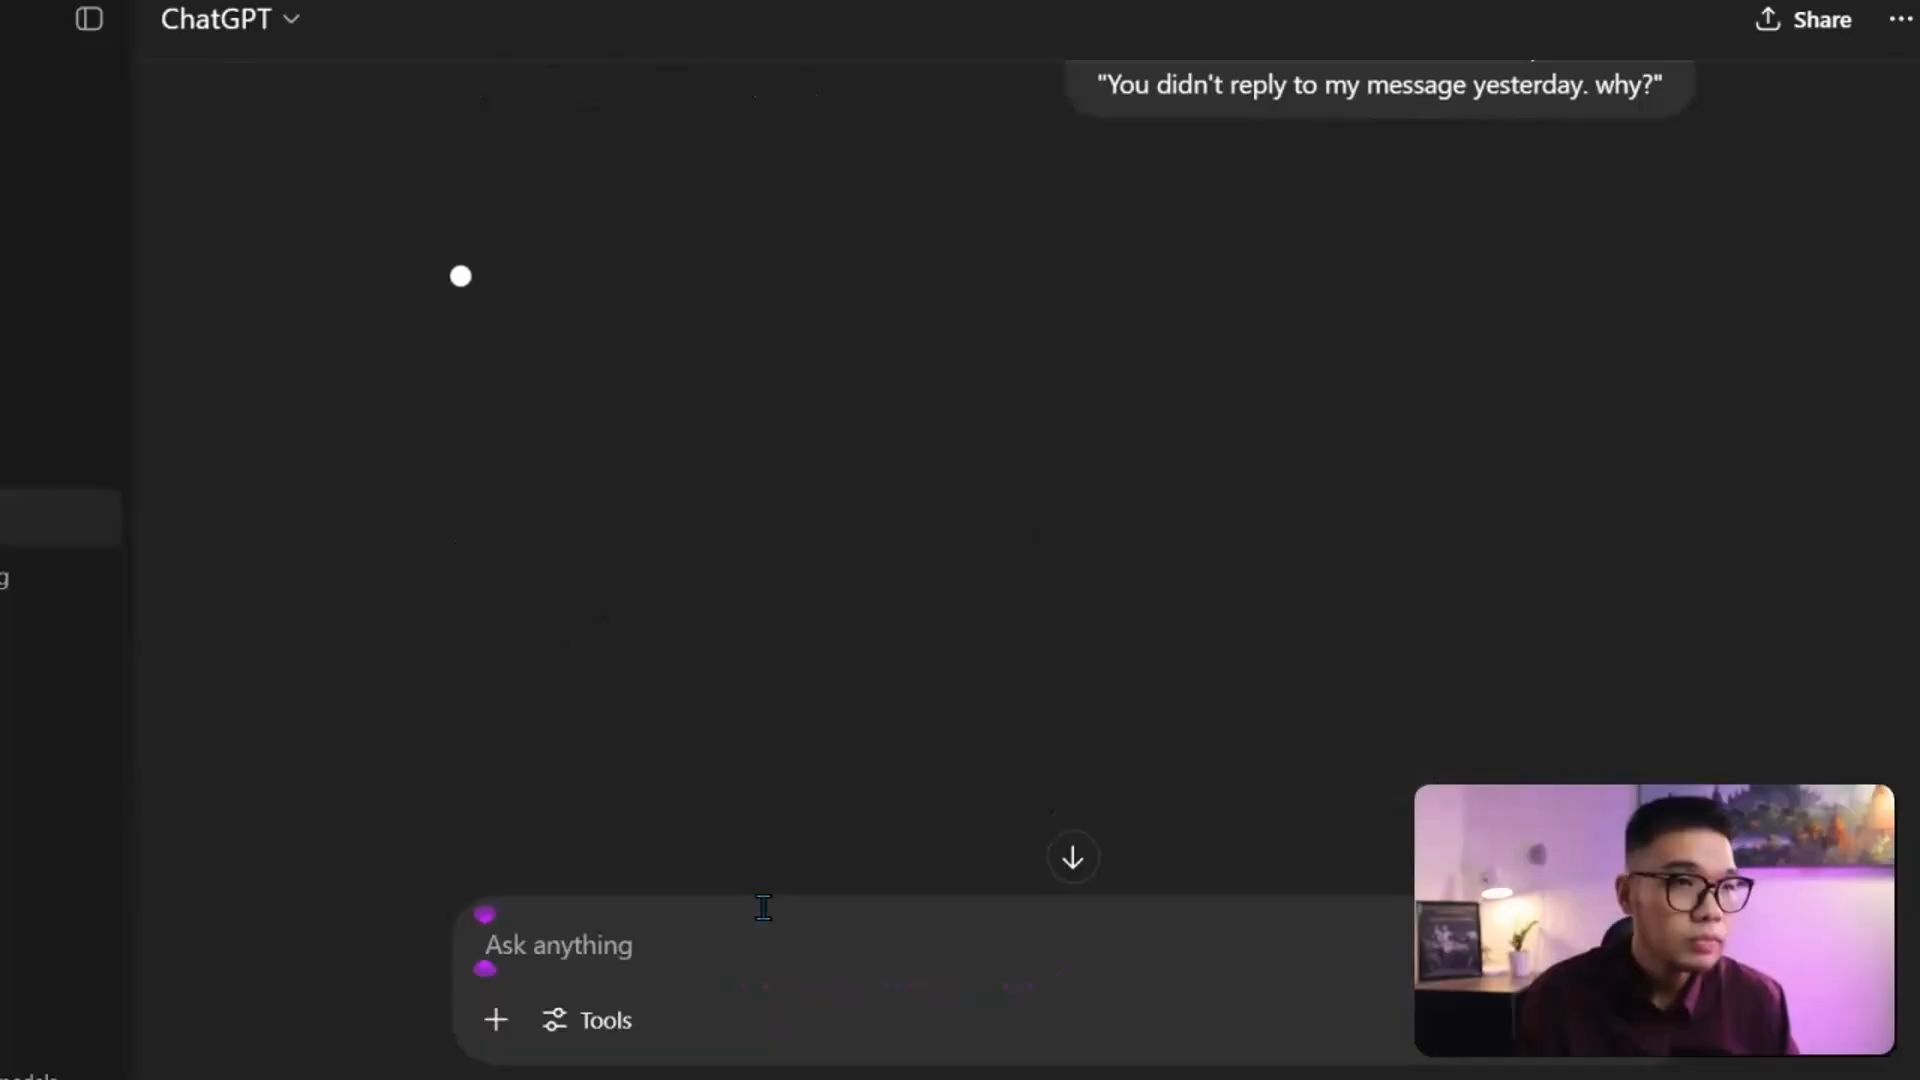 ChatGPT
Share
"You didn't reply to my message yesterday. why?"
g
Ask anything
Tools